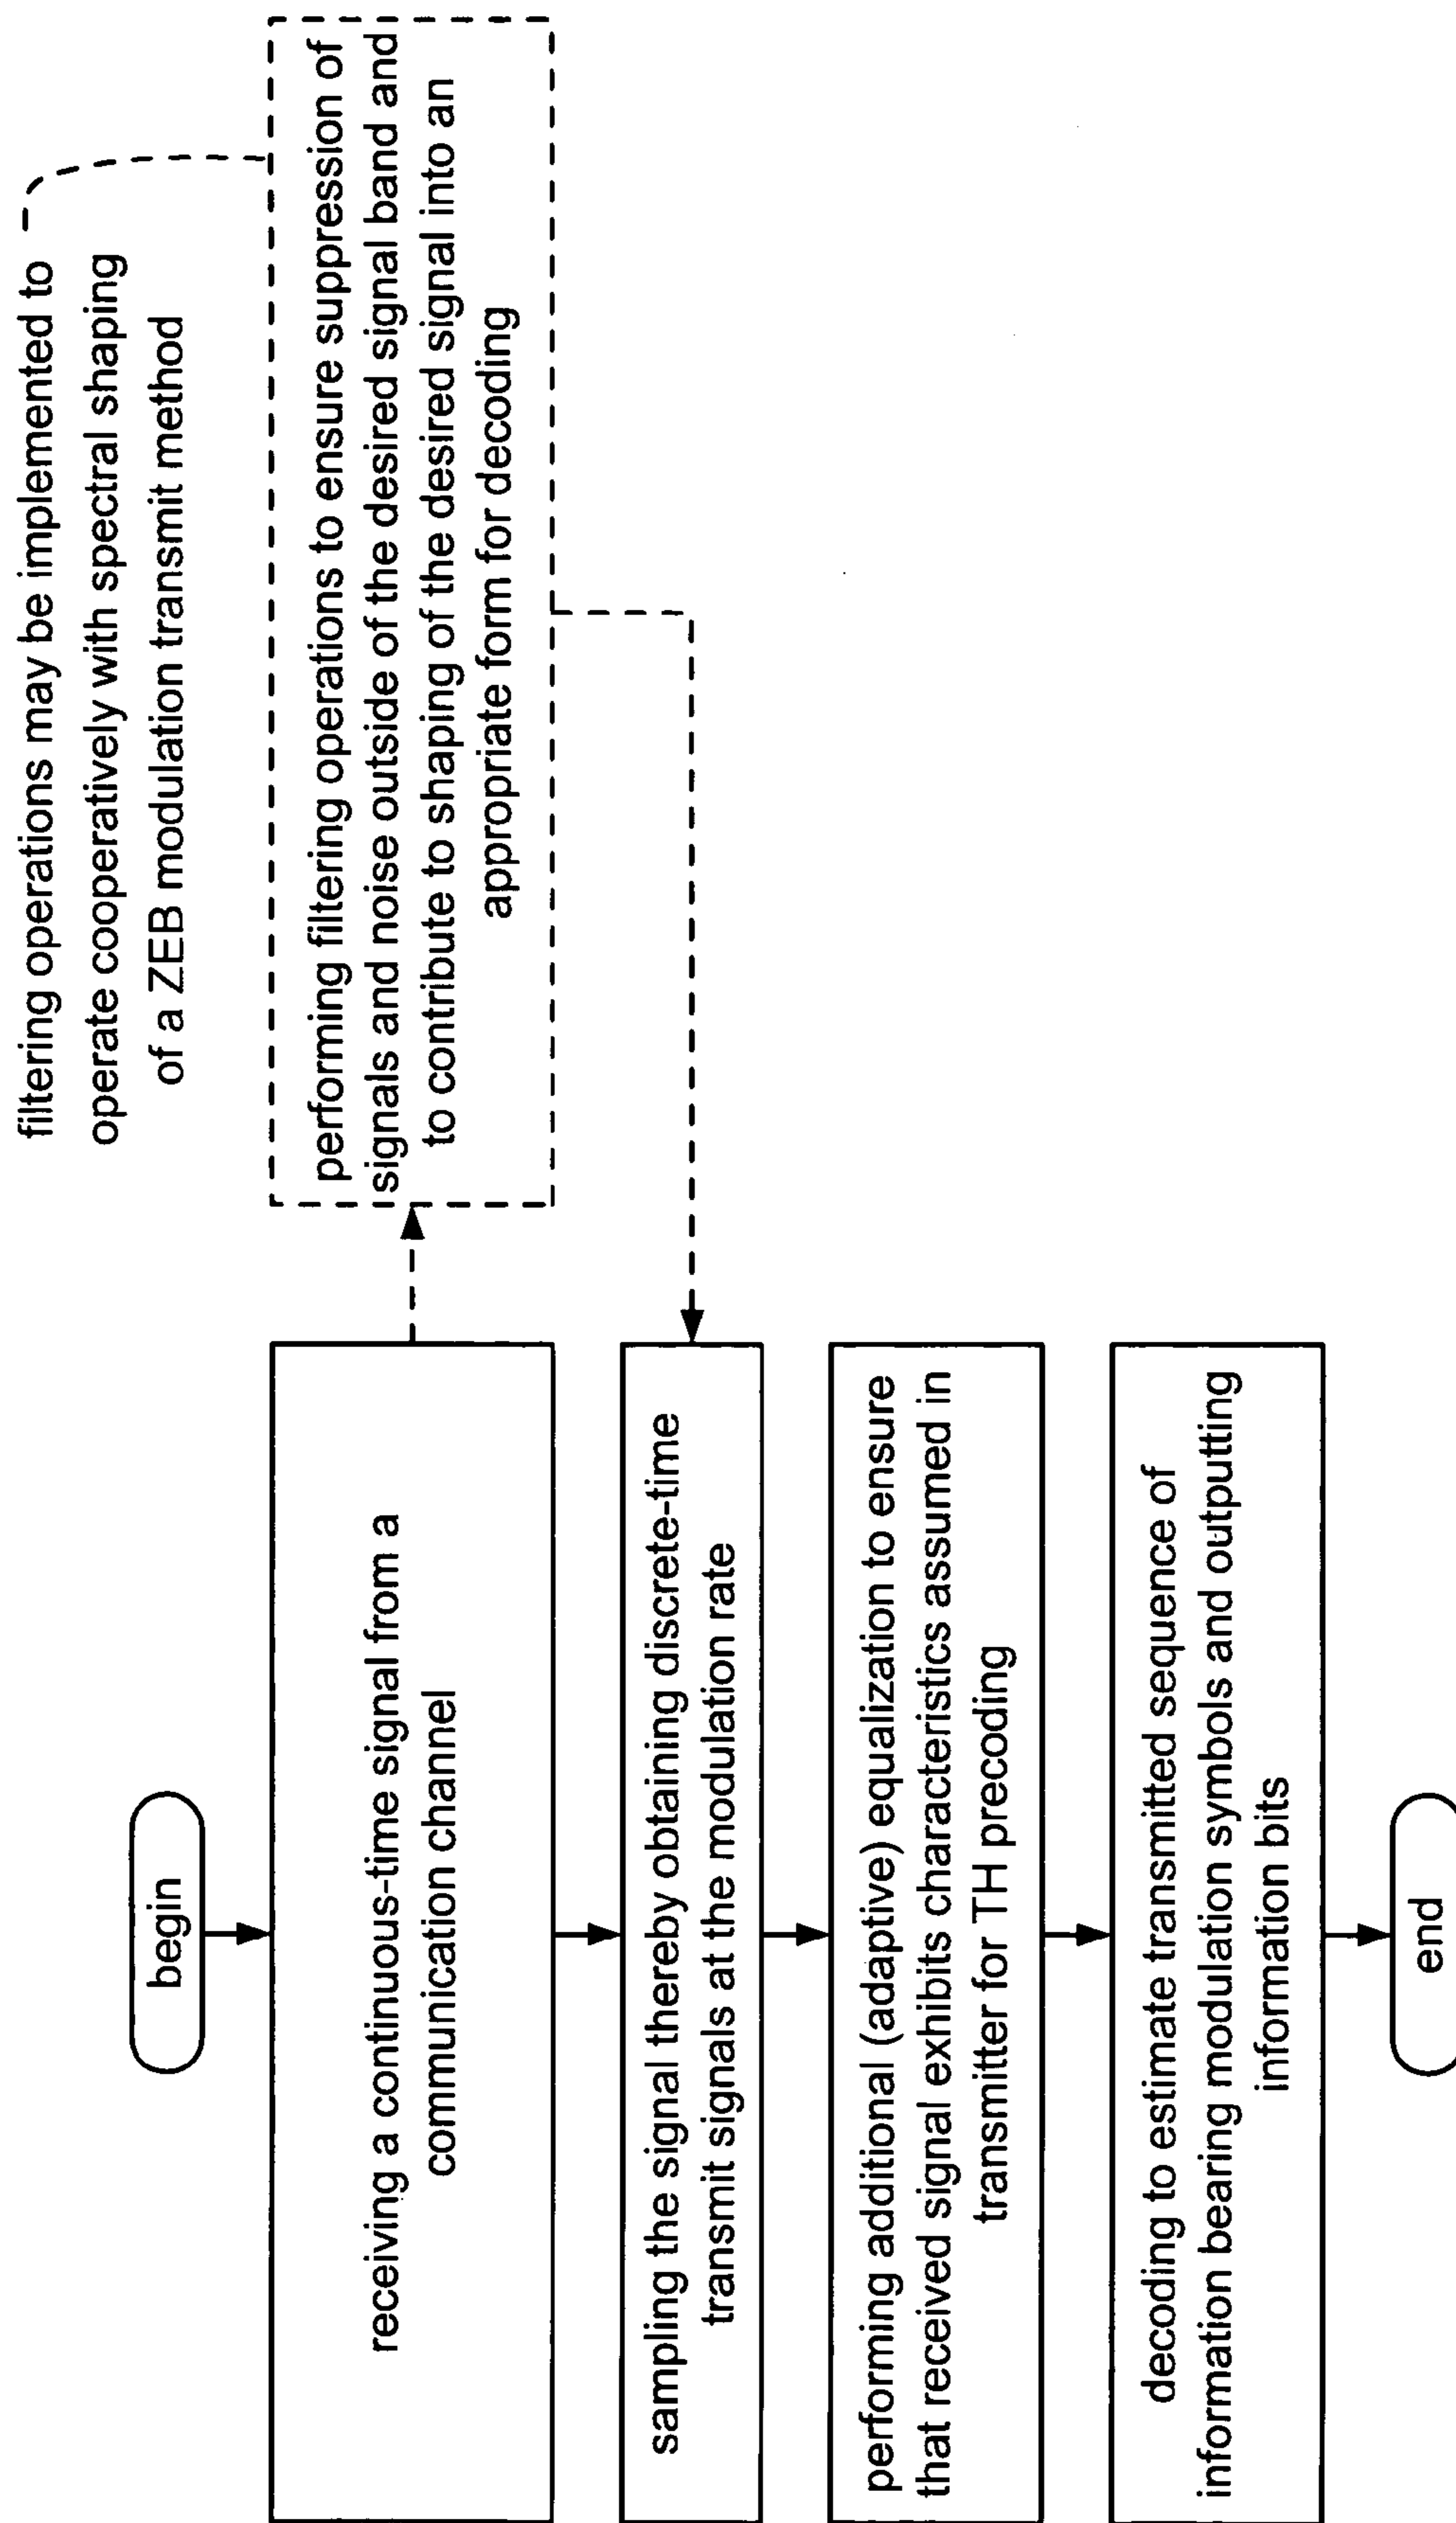 begin
receiving a continuous-time signal from a
communication channel
filtering operations may be implemented to
operate cooperatively with spectral shaping
of a ZEB modulation transmit method
performing filtering operations to ensure suppression of
signals and noise outside of the desired signal band and
to contribute to shaping of the desired signal into an
appropriate form for decoding
sampling the signal thereby obtaining discrete-time
transmit signals at the modulation rate
performing additional (adaptive) equalization to ensure
that received signal exhibits characteristics assumed in
transmitter for TH precoding
decoding to estimate transmitted sequence of
information bearing modulation symbols and outputting
information bits
end